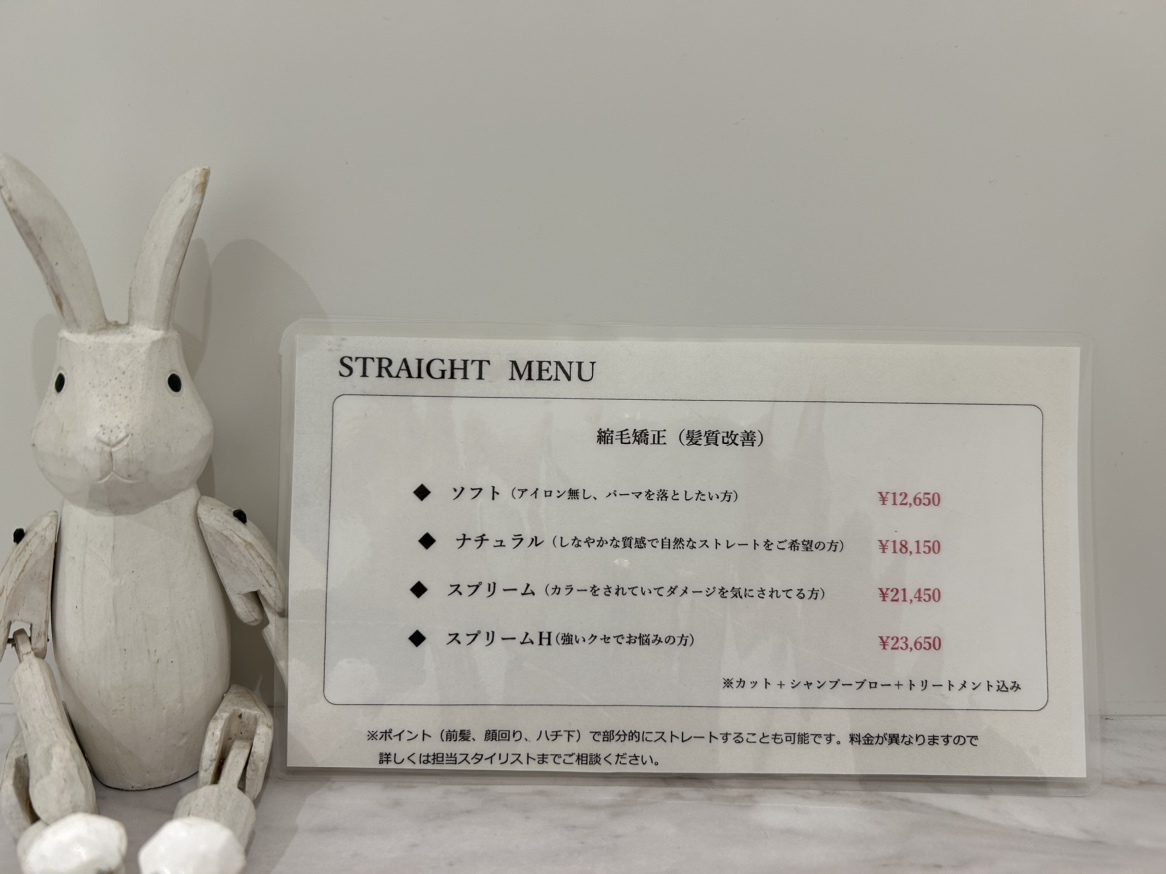 STRAIGHT MENU
縮毛矯正（髪質改善）
◆ ソフト（アイロン無し、パーマを落としたい方） ¥12,650
◆ ナチュラル（しなやかな質感で自然なストレートをご希望の方） ¥18,150
◆ スプリーム（カラーをされていてダメージを気にされてる方） ¥21,450
◆ スプリームH（強いクセでお悩みの方） ¥23,650
※カット＋シャンプーブロー＋トリートメント込み
※ポイント（前髪、顔回り、ハチ下）で部分的にストレートすることも可能です。料金が異なりますので
詳しくは担当スタイリストまでご相談ください。